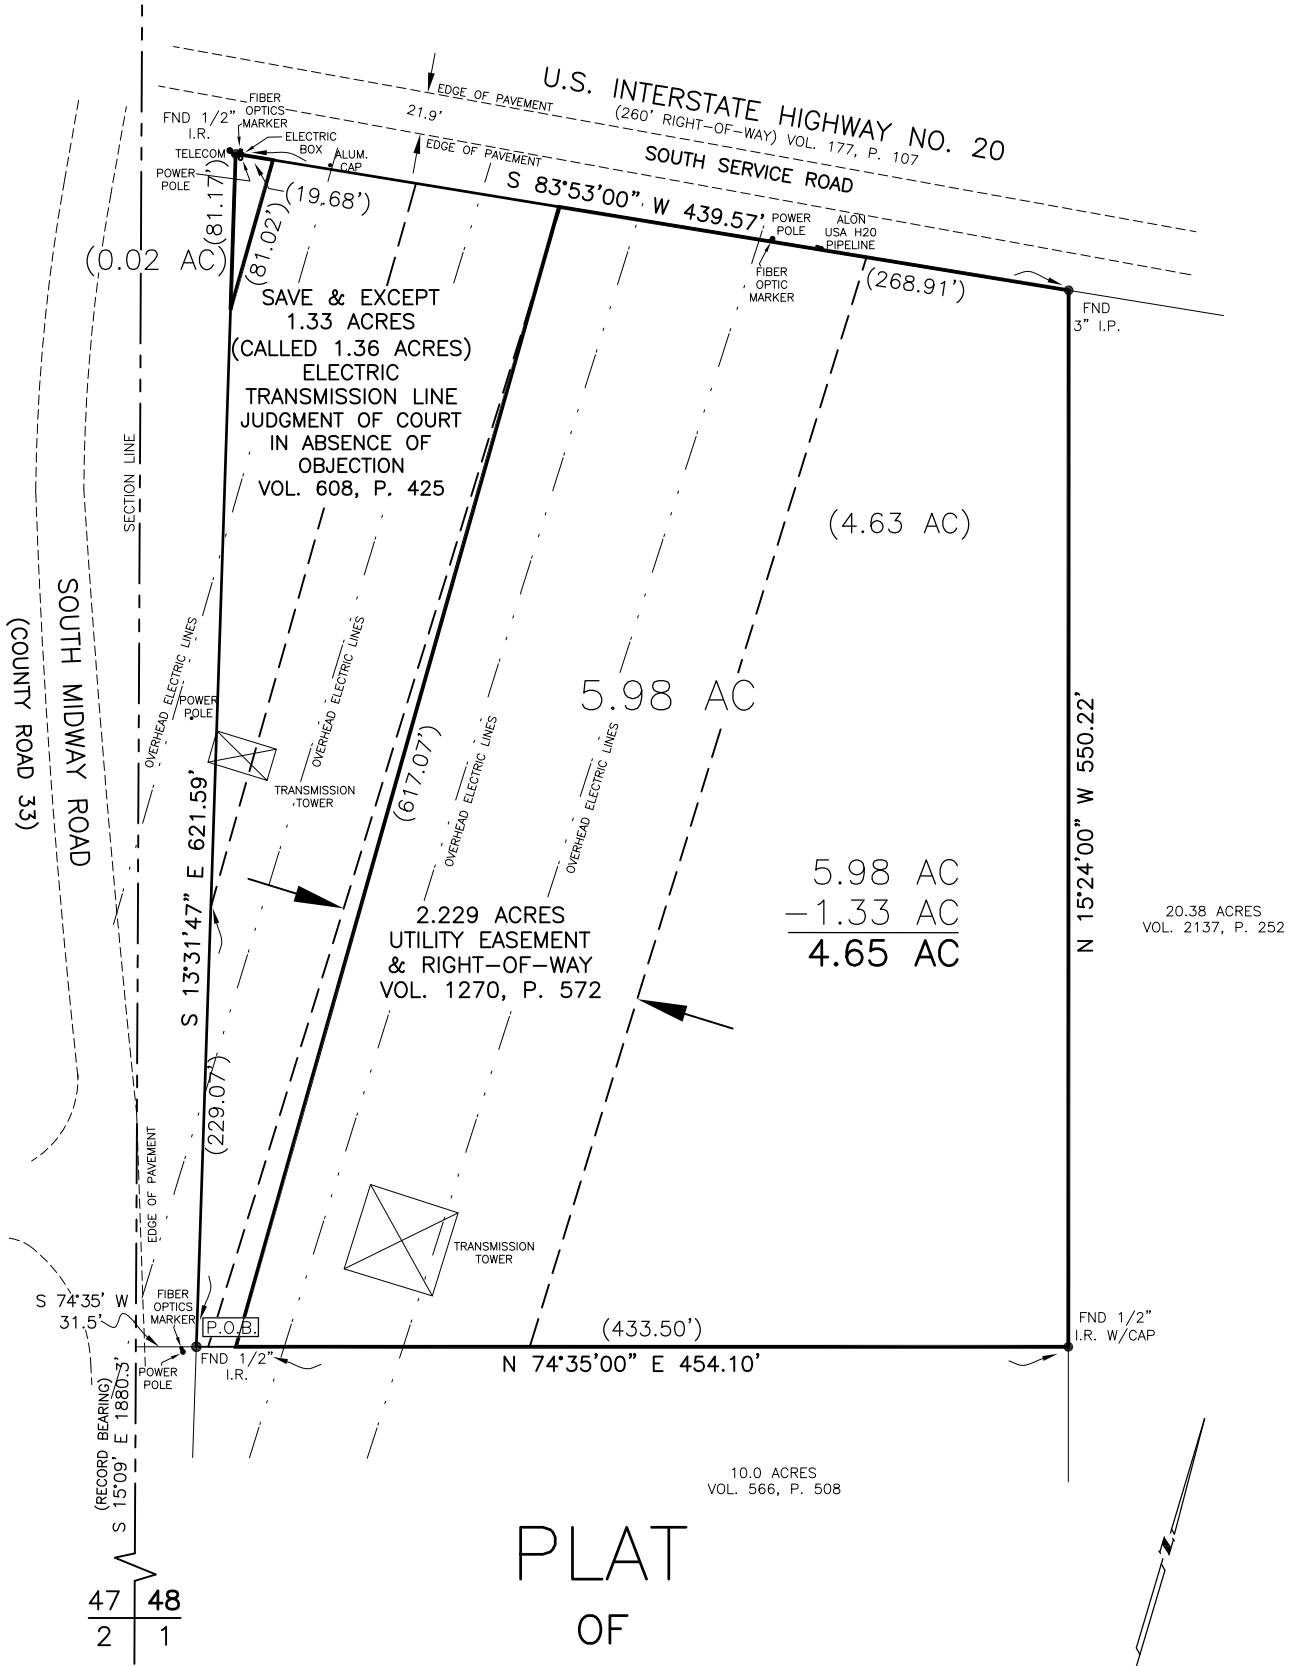 U.S. INTERSTATE HIGHWAY NO. 20
(260' RIGHT-OF-WAY) VOL. 177, P. 107
SOUTH SERVICE ROAD
EDGE OF PAVEMENT
21.9'
EDGE OF PAVEMENT
FND 1/2"
I.R.
FIBER
OPTICS
MARKER
ELECTRIC
BOX
TELECOM
POWER
POLE
ALUM.
CAP
(19.68')
(81.17')
(81.02')
(0.02 AC)
S 83°53'00" W 439.57'
POWER
POLE
ALON
USA H20
PIPELINE
FIBER
OPTIC
MARKER
(268.91')
FND
3" I.P.
SAVE & EXCEPT
1.33 ACRES
(CALLED 1.36 ACRES)
ELECTRIC
TRANSMISSION LINE
JUDGMENT OF COURT
IN ABSENCE OF
OBJECTION
VOL. 608, P. 425
SECTION LINE
(4.63 AC)
SOUTH MIDWAY ROAD
(COUNTY ROAD 33)
OVERHEAD ELECTRIC LINES
POWER
POLE
OVERHEAD ELECTRIC LINES
TRANSMISSION
TOWER
S 13°31'47" E 621.59'
(617.07')
OVERHEAD ELECTRIC LINES
OVERHEAD ELECTRIC LINES
5.98 AC
N 15°24'00" W 550.22'
5.98 AC
-1.33 AC
4.65 AC
20.38 ACRES
VOL. 2137, P. 252
2.229 ACRES
UTILITY EASEMENT
& RIGHT-OF-WAY
VOL. 1270, P. 572
(229.07')
EDGE OF PAVEMENT
TRANSMISSION
TOWER
S 74°35' W
31.5'
FIBER
OPTICS
MARKER
P.O.B.
POWER
POLE
FND 1/2"
I.R.
(433.50')
N 74°35'00" E 454.10'
FND 1/2"
I.R. W/CAP
(RECORD BEARING)
S 15°09' E 1880.3'
10.0 ACRES
VOL. 566, P. 508
47 48
2 1
N
PLAT
OF